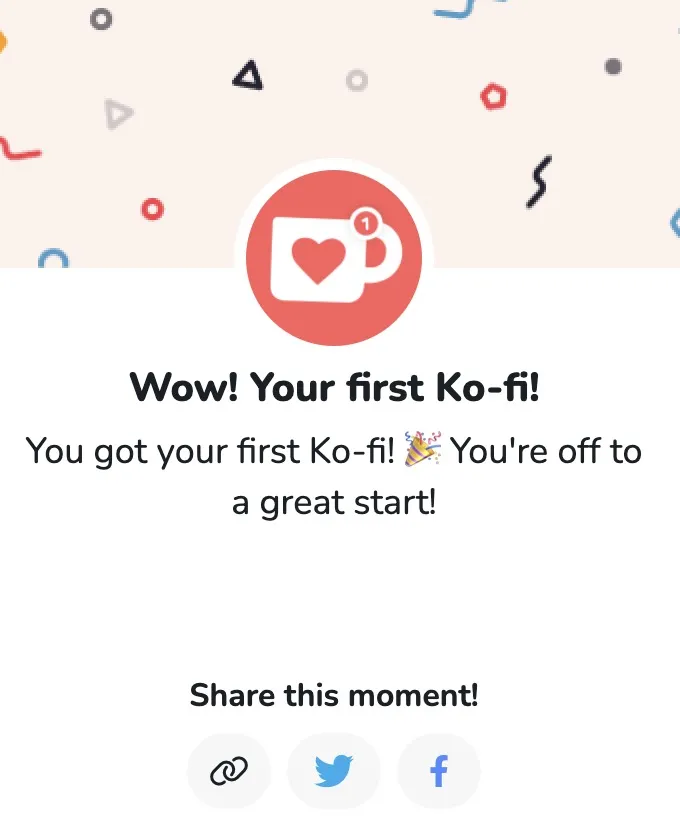 1
Wow! Your first Ko-fi!
You got your first Ko-fi! 🎉 You're off to
a great start!
Share this moment!